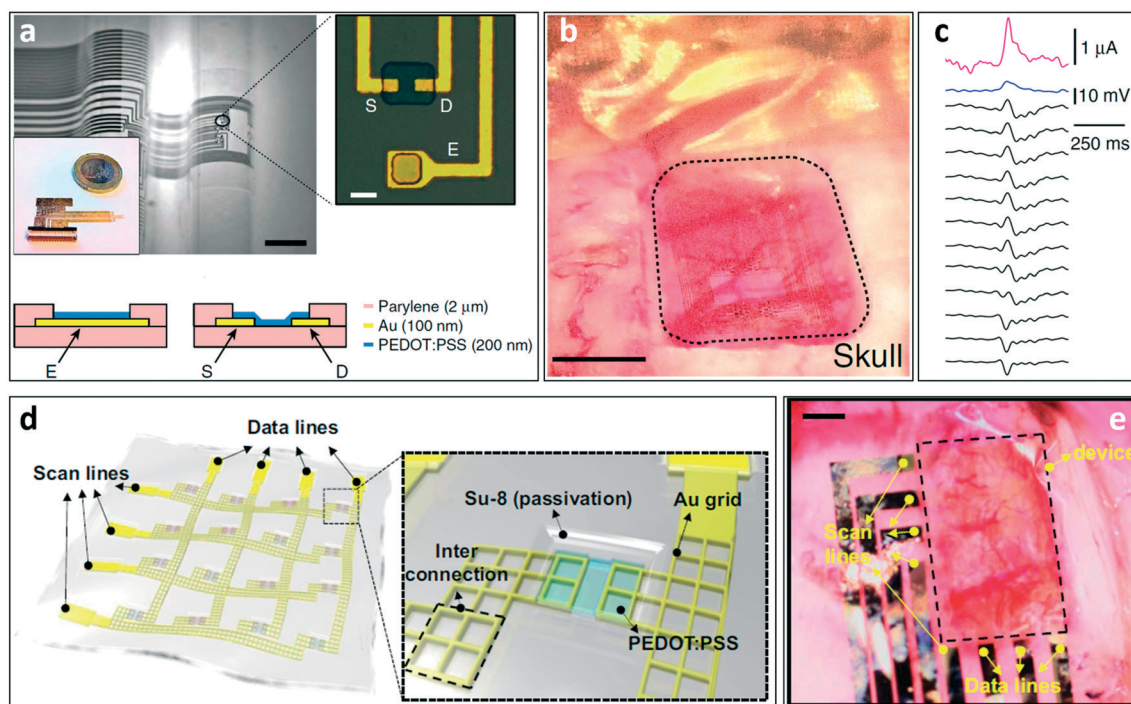 a
S
D
E
Parylene (2 μm)
Au (100 nm)
PEDOT:PSS (200 nm)
E
S
D
b
Skull
c
1 μA
10 mV
250 ms
d
Data lines
Scan lines
Su-8 (passivation)
Au grid
Inter
connection
PEDOT:PSS
e
device
Scan
lines
Data lines